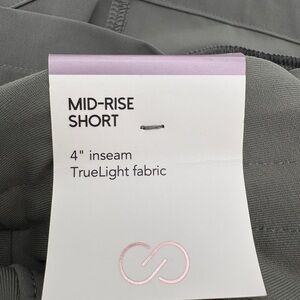 MID-RISE
SHORT
4" inseam
TrueLight fabric